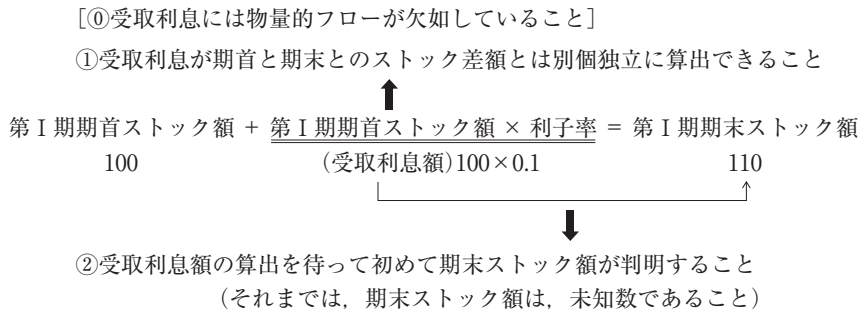 [⓪受取利息には物量的フローが欠如していること]
①受取利息が期首と期末とのストック差額とは別個独立に算出できること
第Ⅰ期期首ストック額 + 第Ⅰ期期首ストック額 × 利子率 = 第Ⅰ期期末ストック額
100 (受取利息額)100×0.1 110
②受取利息額の算出を待って初めて期末ストック額が判明すること
(それまでは,期末ストック額は,未知数であること)